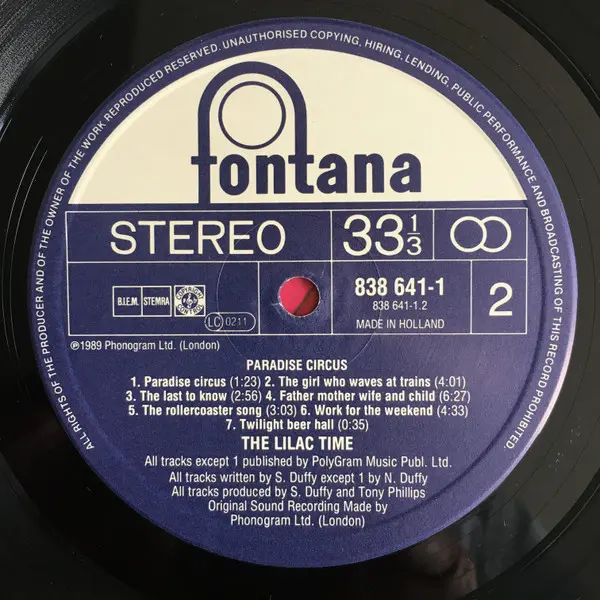 ALL RIGHTS OF THE PRODUCER AND OF THE OWNER OF THE WORK REPRODUCED RESERVED. UNAUTHORISED COPYING, HIRING, LENDING, PUBLIC PERFORMANCE AND BROADCASTING OF THIS RECORD PROHIBITED
fontana
STEREO
33 1/3
B.I.E.M. STEMRA
COPYRIGHT CONTROL
LC 0211
838 641-1
838 641-1.2
MADE IN HOLLAND
2
℗1989 Phonogram Ltd. (London)
PARADISE CIRCUS
1. Paradise circus (1:23) 2. The girl who waves at trains (4:01)
3. The last to know (2:56) 4. Father mother wife and child (6:27)
5. The rollercoaster song (3:03) 6. Work for the weekend (4:33)
7. Twilight beer hall (0:35)
THE LILAC TIME
All tracks except 1 published by PolyGram Music Publ. Ltd.
All tracks written by S. Duffy except 1 by N. Duffy
All tracks produced by S. Duffy and Tony Phillips
Original Sound Recording Made by
Phonogram Ltd. (London)